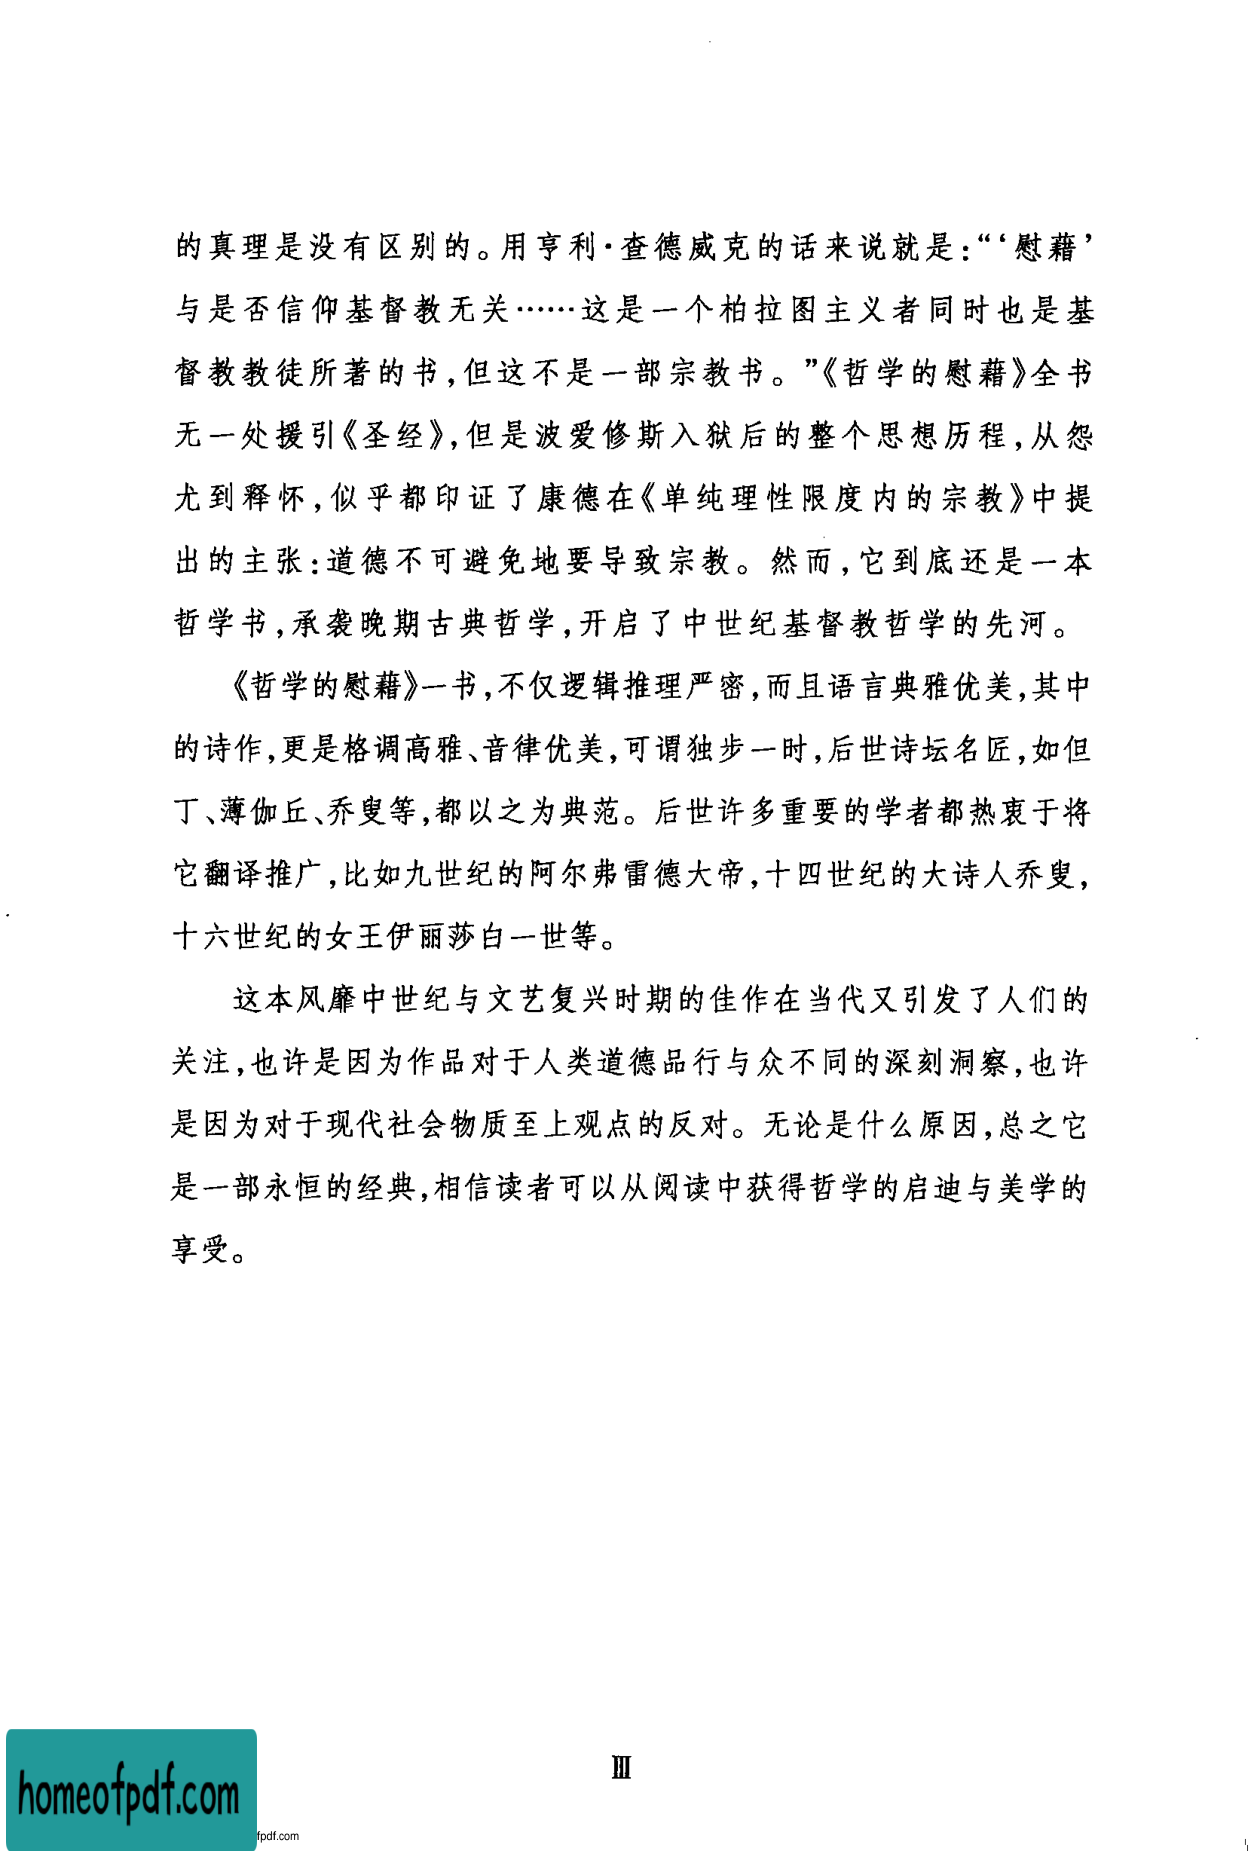 的真理是没有区别的。用亨利·查德威克的话来说就是:“‘慰藉’
与是否信仰基督教无关……这是一个柏拉图主义者同时也是基
督教教徒所著的书,但这不是一部宗教书。”《哲学的慰藉》全书
无一处援引《圣经》,但是波爱修斯入狱后的整个思想历程,从怨
尤到释怀,似乎都印证了康德在《单纯理性限度内的宗教》中提
出的主张:道德不可避免地要导致宗教。然而,它到底还是一本
哲学书,承袭晚期古典哲学,开启了中世纪基督教哲学的先河。
《哲学的慰藉》一书,不仅逻辑推理严密,而且语言典雅优美,其中
的诗作,更是格调高雅、音律优美,可谓独步一时,后世诗坛名匠,如但
丁、薄伽丘、乔叟等,都以之为典范。后世许多重要的学者都热衷于将
它翻译推广,比如九世纪的阿尔弗雷德大帝,十四世纪的大诗人乔叟,
十六世纪的女王伊丽莎白一世等。
这本风靡中世纪与文艺复兴时期的佳作在当代又引发了人们的
关注,也许是因为作品对于人类道德品行与众不同的深刻洞察,也许
是因为对于现代社会物质至上观点的反对。无论是什么原因,总之它
是一部永恒的经典,相信读者可以从阅读中获得哲学的启迪与美学的
享受。
Ⅲ
homeofpdf.com
fpdf.com